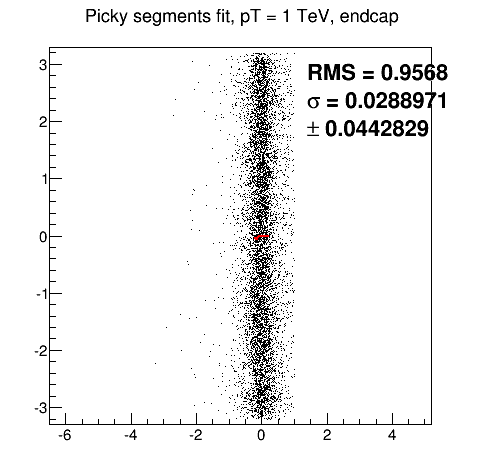 Picky segments fit, pT = 1 TeV, endcap
RMS = 0.9568
σ = 0.0288971
± 0.0442829
3
2
1
0
-1
-2
-3
-6 -4 -2 0 2 4